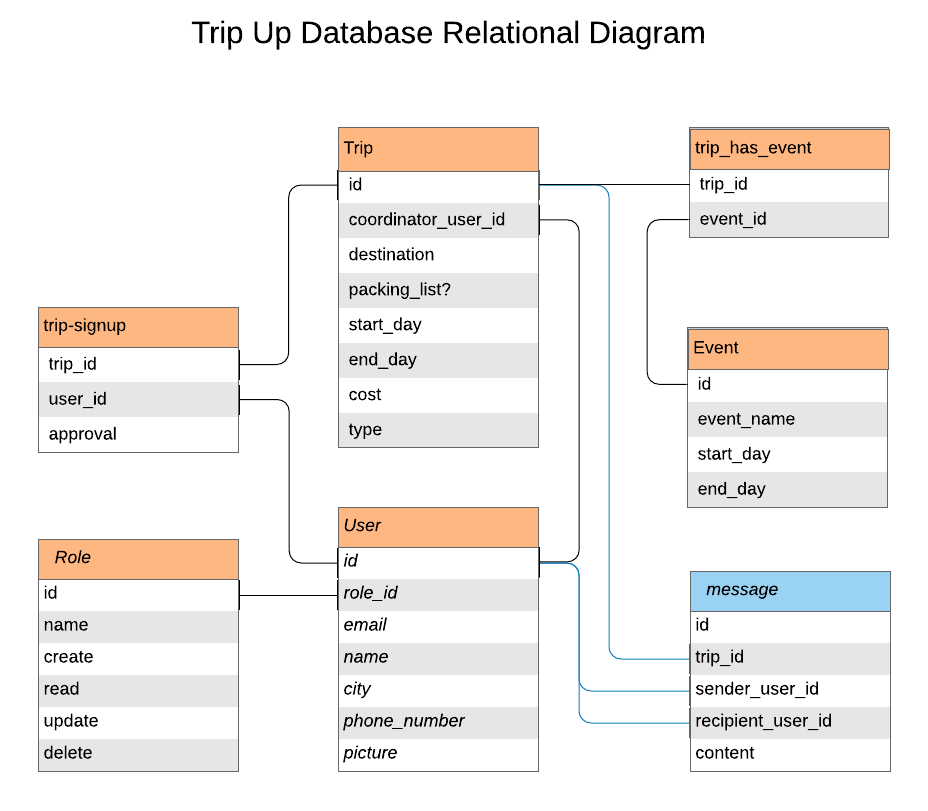 Trip Up Database Relational Diagram
Trip
id
coordinator_user_id
destination
packing_list?
start_day
end_day
cost
type
trip_has_event
trip_id
event_id
trip-signup
trip_id
user_id
approval
Event
id
event_name
start_day
end_day
User
id
role_id
email
name
city
phone_number
picture
Role
id
name
create
read
update
delete
message
id
trip_id
sender_user_id
recipient_user_id
content